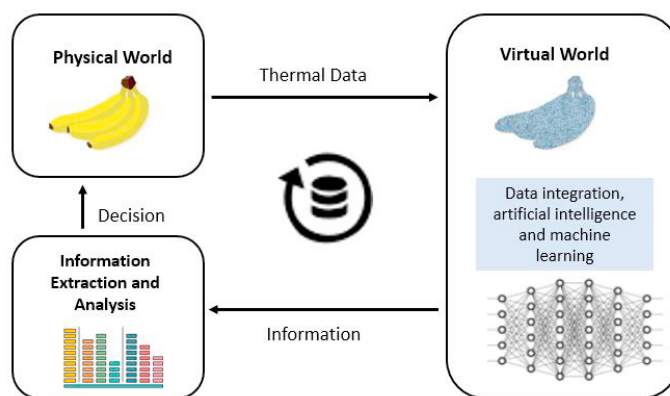 Physical World
Thermal Data
Virtual World
Data integration,
artificial intelligence
and machine
learning
Decision
Information
Extraction and
Analysis
Information